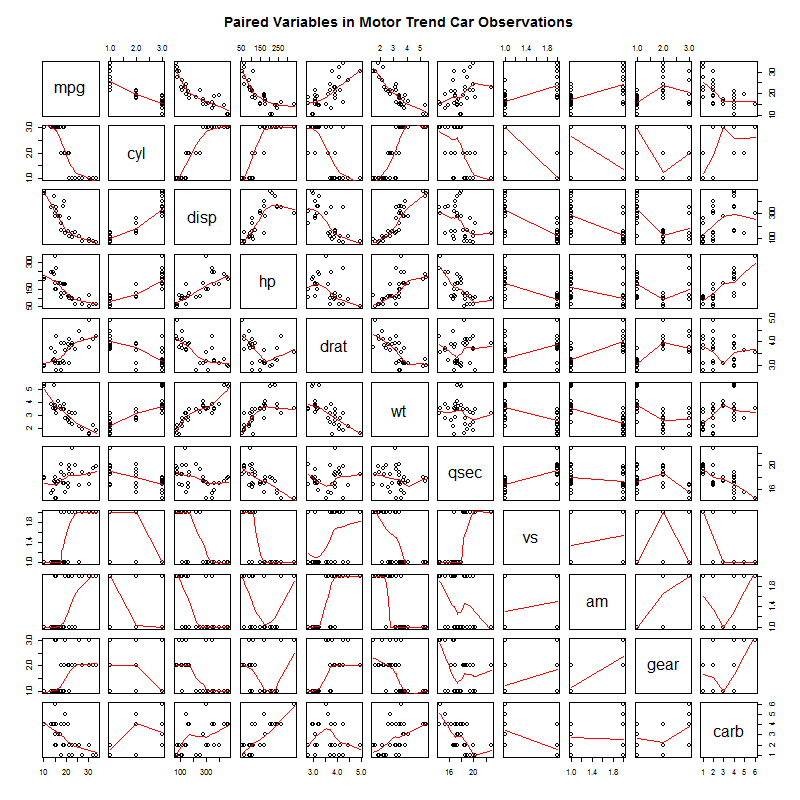 Paired Variables in Motor Trend Car Observations
1.0 2.0 3.0 50 150 250 2 3 4 5 1.0 1.4 1.8 1.0 2.0 3.0
mpg 10 20 30
1.0 2.0 3.0 cyl
disp 100 300
50 150 300 hp
drat 3.0 4.0 5.0
2 3 4 5 wt
qsec 16 20
1.0 1.4 1.8 vs
am 1.0 1.4 1.8
1.0 2.0 3.0 gear
carb 1 2 3 4 5 6
10 20 30 100 300 3.0 4.0 5.0 16 20 1.0 1.4 1.8 1 2 3 4 5 6